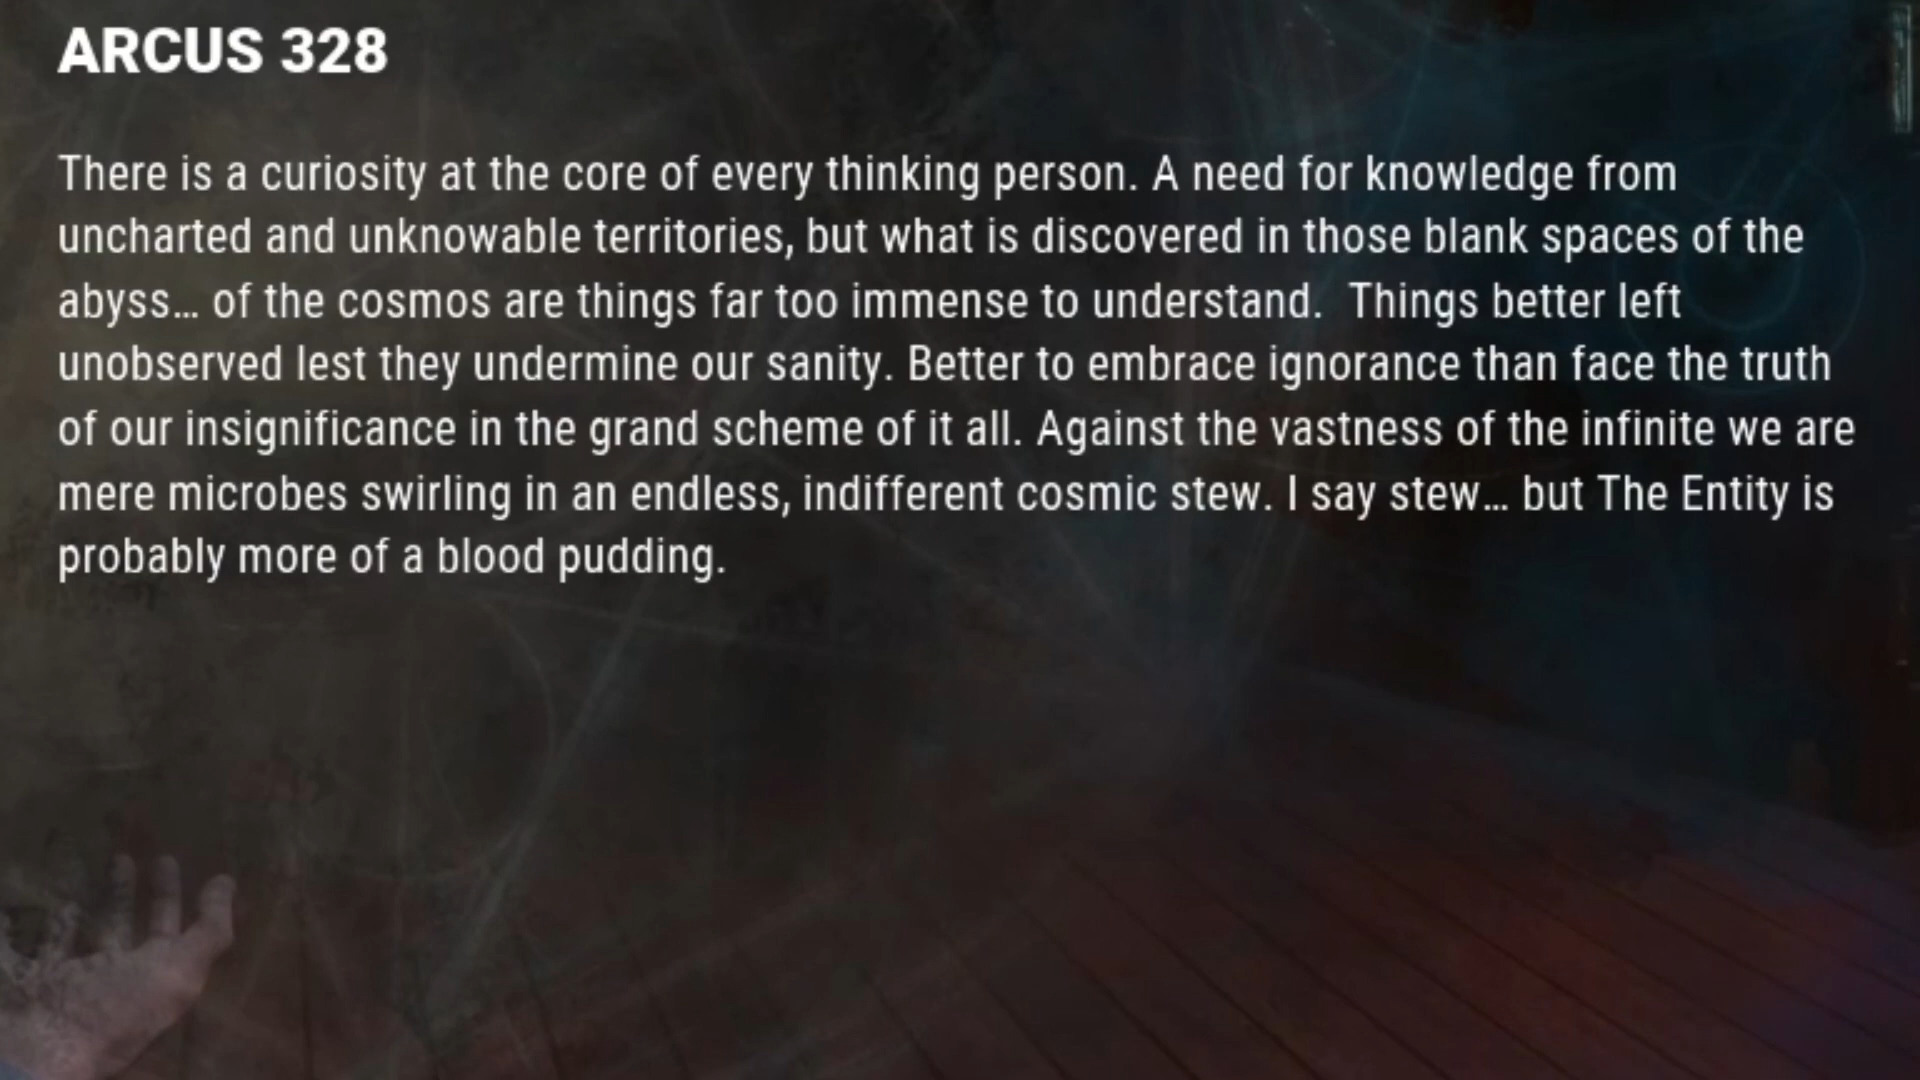 ARCUS 328
There is a curiosity at the core of every thinking person. A need for knowledge from
uncharted and unknowable territories, but what is discovered in those blank spaces of the
abyss… of the cosmos are things far too immense to understand.  Things better left
unobserved lest they undermine our sanity. Better to embrace ignorance than face the truth
of our insignificance in the grand scheme of it all. Against the vastness of the infinite we are
mere microbes swirling in an endless, indifferent cosmic stew. I say stew… but The Entity is
probably more of a blood pudding.